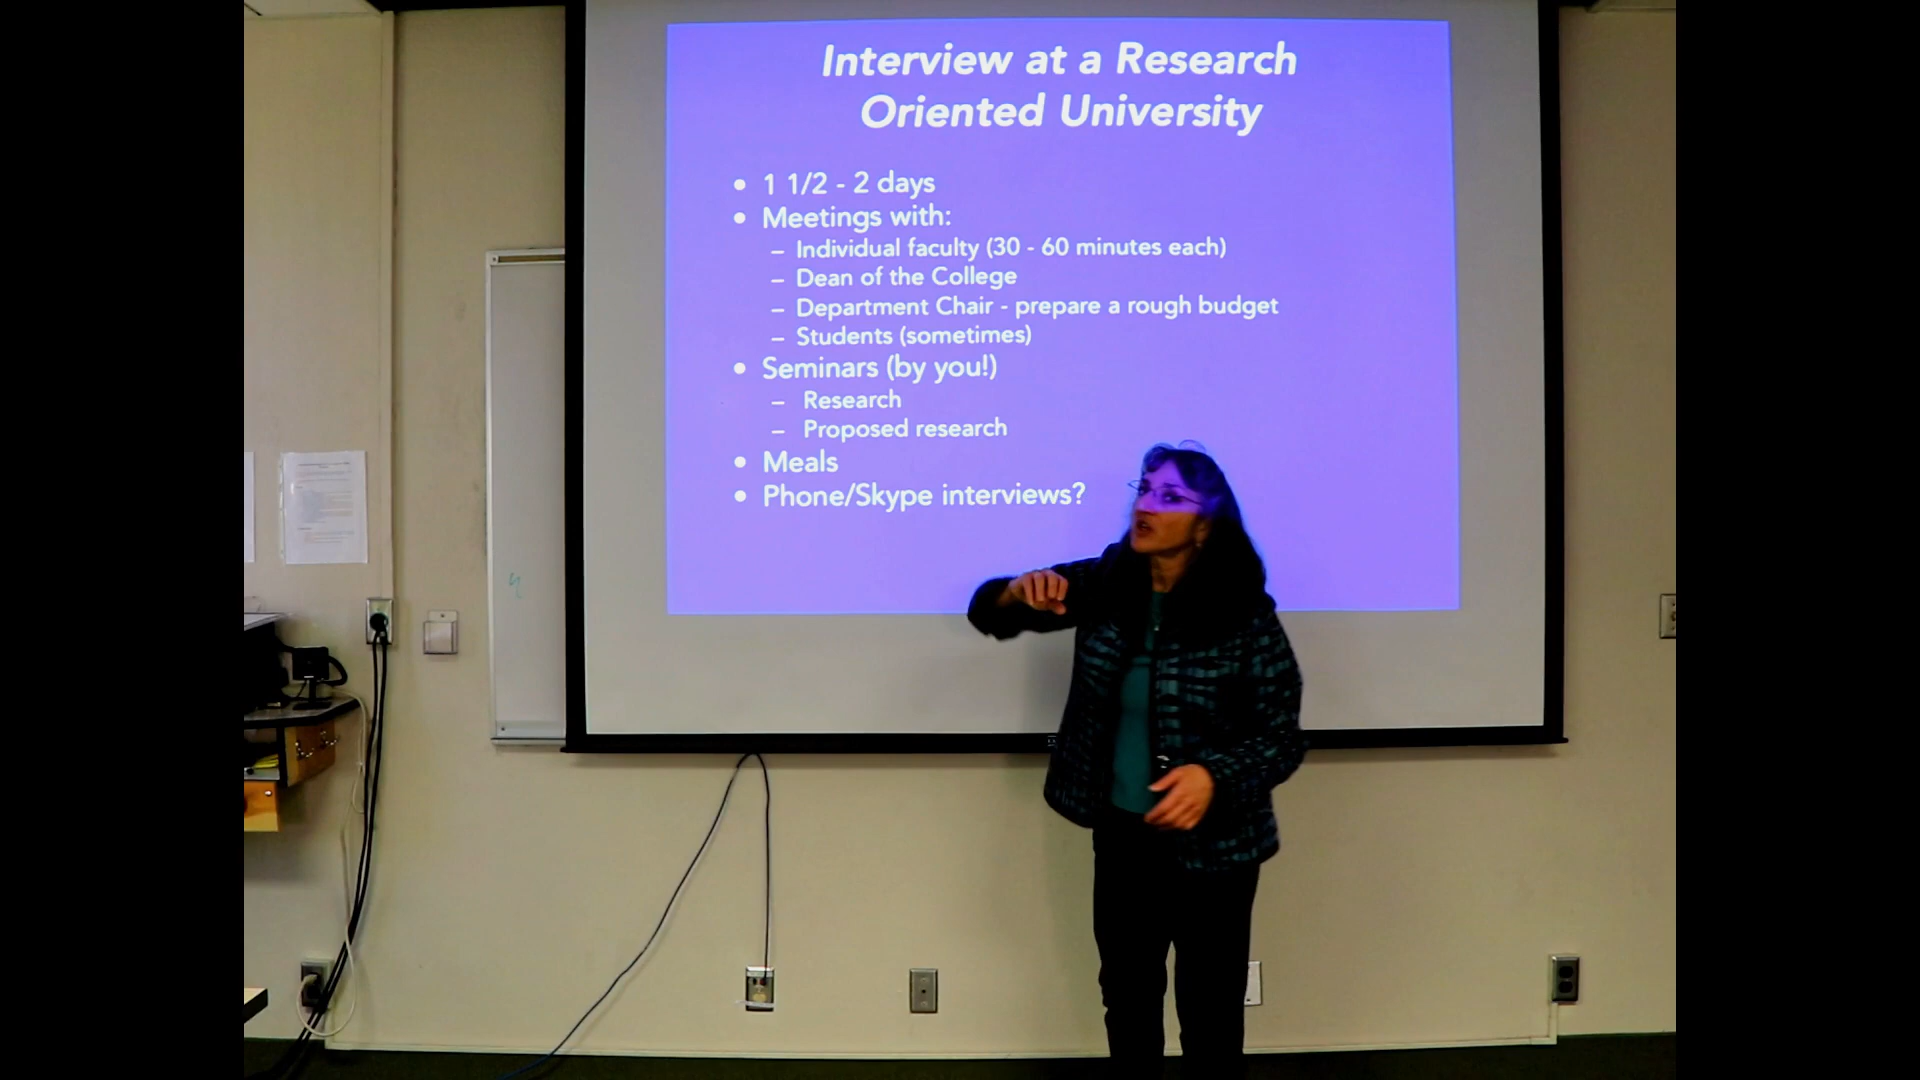 Interview at a Research
Oriented University
• 1 1/2 - 2 days
• Meetings with:
– Individual faculty (30 - 60 minutes each)
– Dean of the College
– Department Chair - prepare a rough budget
– Students (sometimes)
• Seminars (by you!)
– Research
– Proposed research
• Meals
• Phone/Skype interviews?